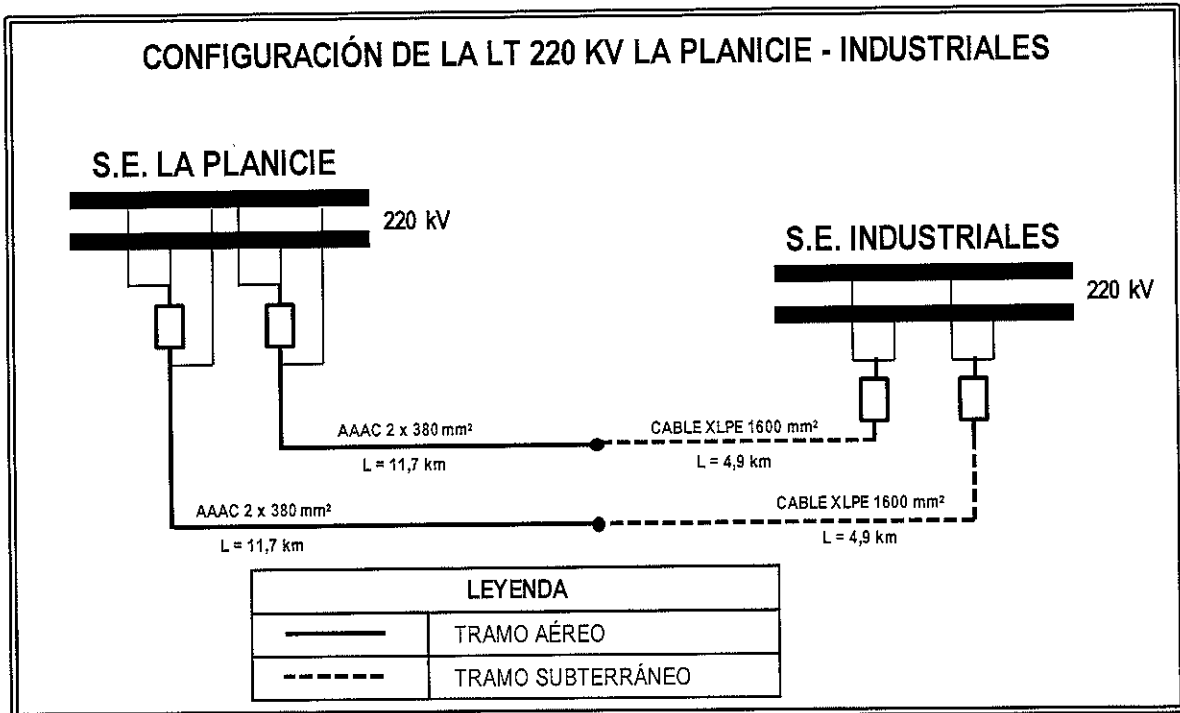 CONFIGURACIÓN DE LA LT 220 KV LA PLANICIE - INDUSTRIALES
S.E. LA PLANICIE
220 kV
S.E. INDUSTRIALES
220 kV
AAAC 2 x 380 mm²
L = 11,7 km
CABLE XLPE 1600 mm²
L = 4,9 km
AAAC 2 x 380 mm²
L = 11,7 km
CABLE XLPE 1600 mm²
L = 4,9 km
LEYENDA
TRAMO AÉREO
TRAMO SUBTERRÁNEO